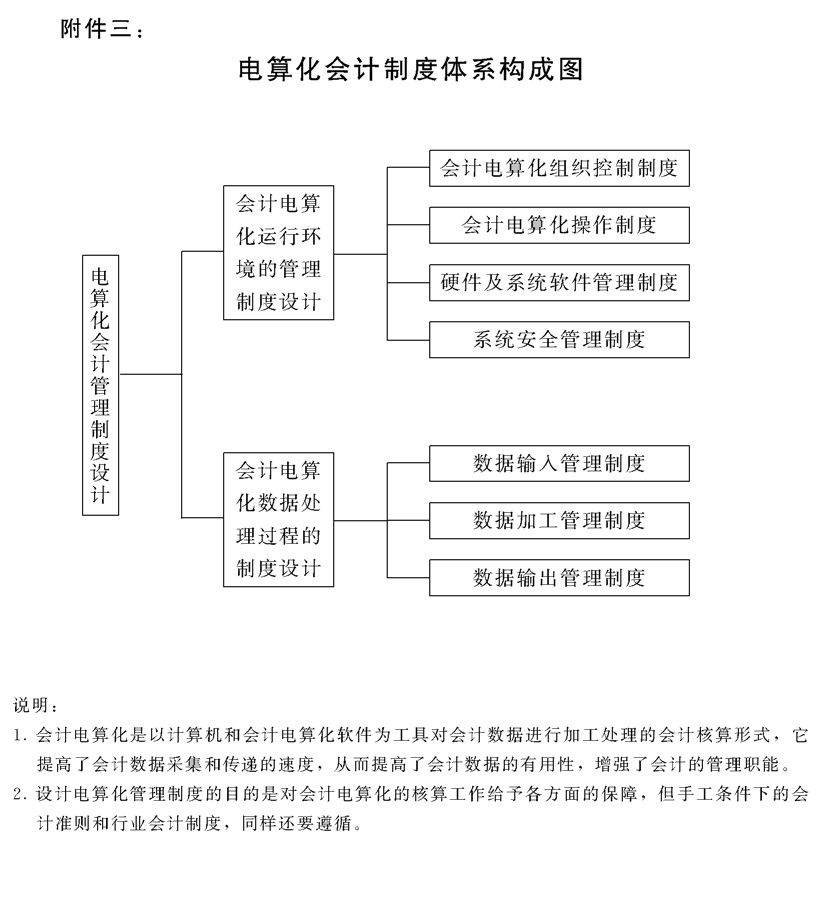 附件三：
电算化会计制度体系构成图
电算化会计管理制度设计
会计电算
化运行环
境的管理
制度设计
会计电算化组织控制制度
会计电算化操作制度
硬件及系统软件管理制度
系统安全管理制度
会计电算
化数据处
理过程的
制度设计
数据输入管理制度
数据加工管理制度
数据输出管理制度
说明：
1. 会计电算化是以计算机和会计电算化软件为工具对会计数据进行加工处理的会计核算形式，它
提高了会计数据采集和传递的速度，从而提高了会计数据的有用性，增强了会计的管理职能。
2. 设计电算化管理制度的目的是对会计电算化的核算工作给予各方面的保障，但手工条件下的会
计准则和行业会计制度，同样还要遵循。